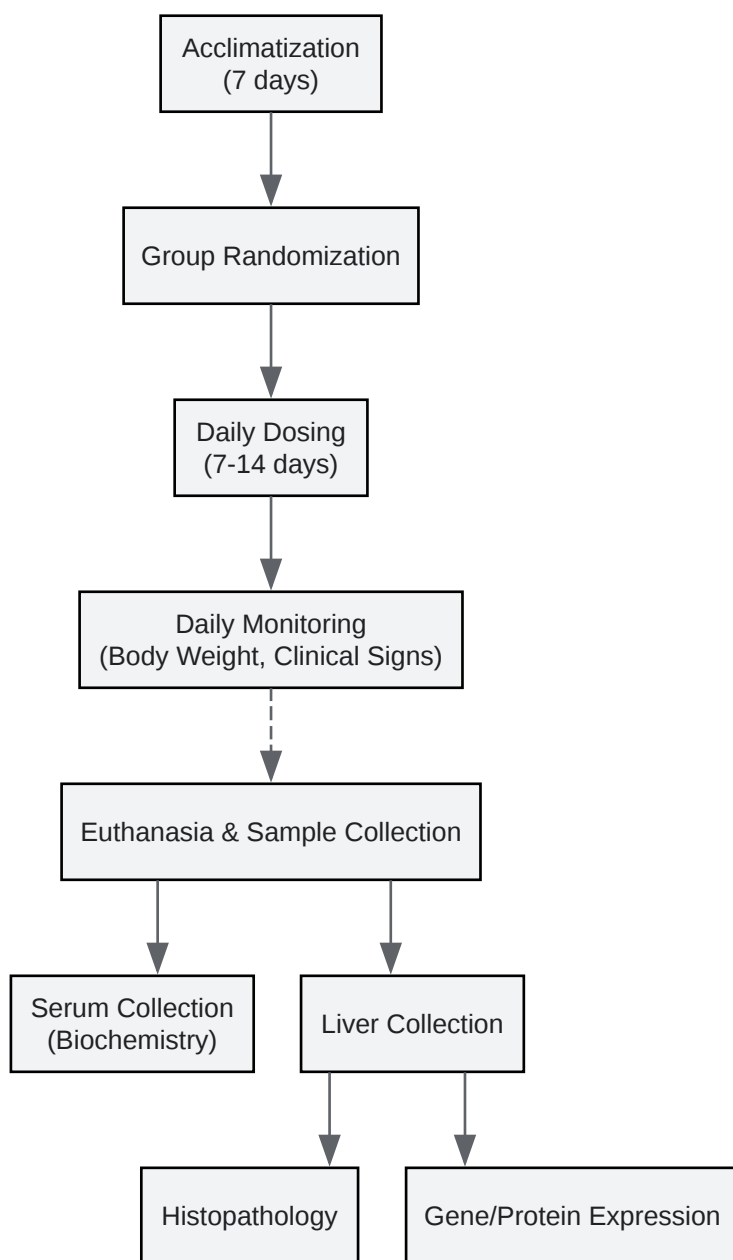 Acclimatization
(7 days)
Group Randomization
Daily Dosing
(7-14 days)
Daily Monitoring
(Body Weight, Clinical Signs)
Euthanasia & Sample Collection
Serum Collection
(Biochemistry)
Liver Collection
Histopathology
Gene/Protein Expression